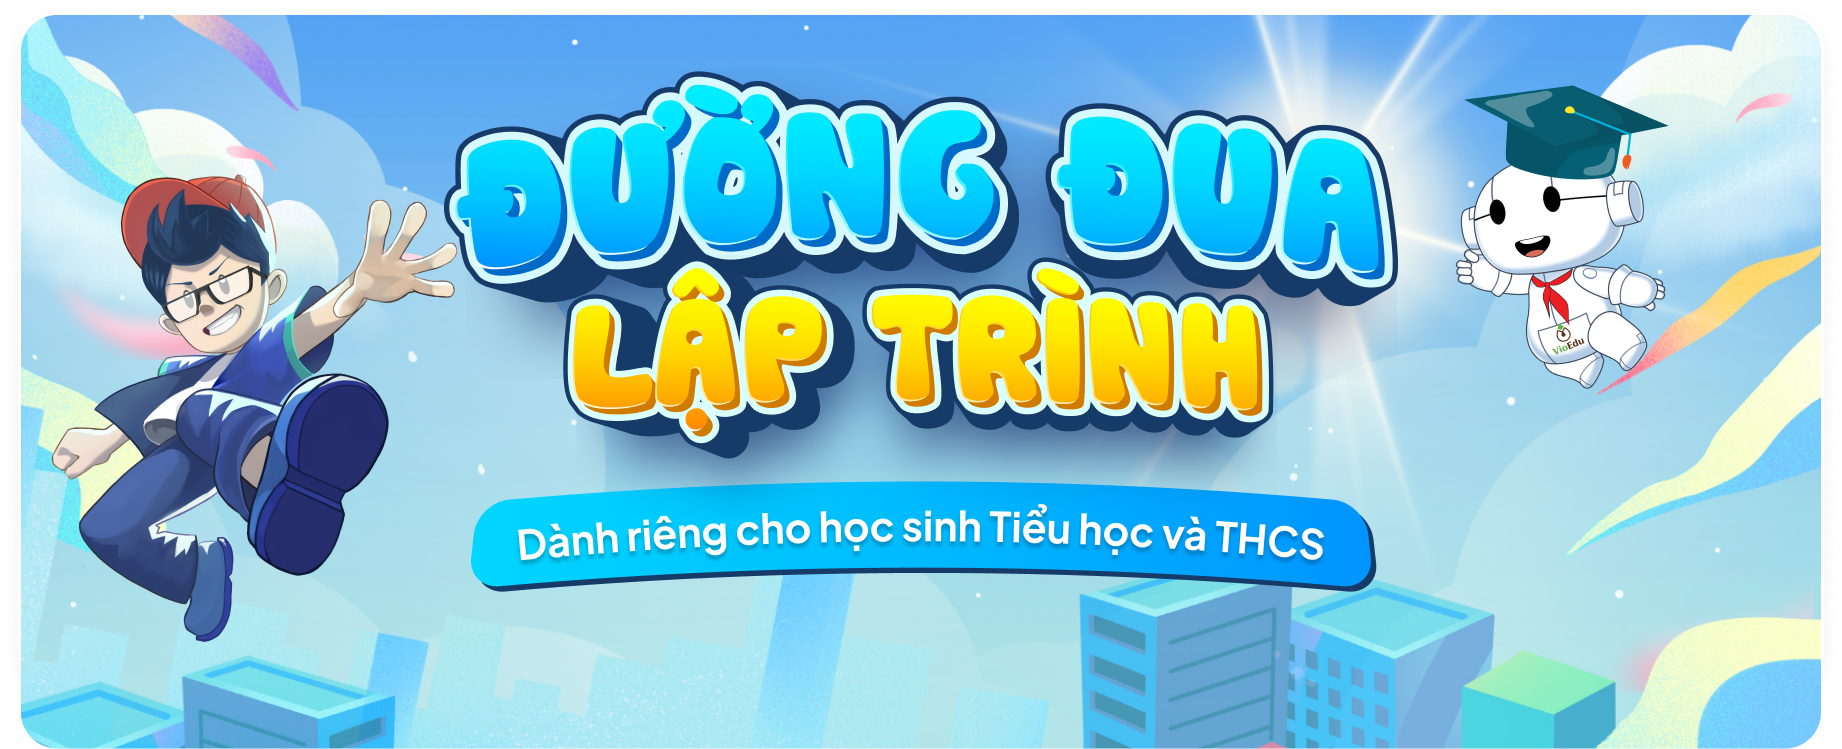 ĐƯỜNG ĐUA
LẬP TRÌNH
VioEdu
Dành riêng cho học sinh Tiểu học và THCS